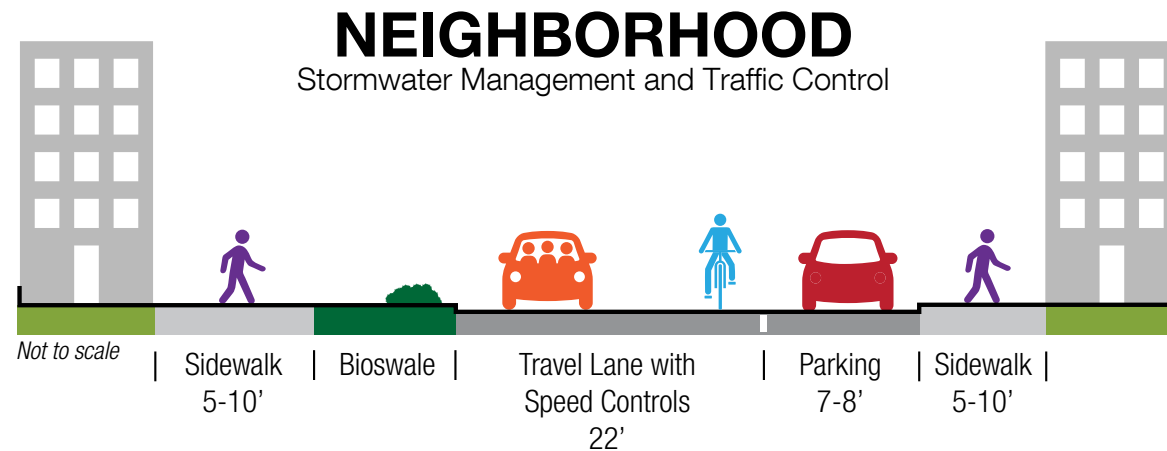 NEIGHBORHOOD
Stormwater Management and Traffic Control
Not to scale
Sidewalk
5-10’
Bioswale
Travel Lane with
Speed Controls
22’
Parking
7-8’
Sidewalk
5-10’